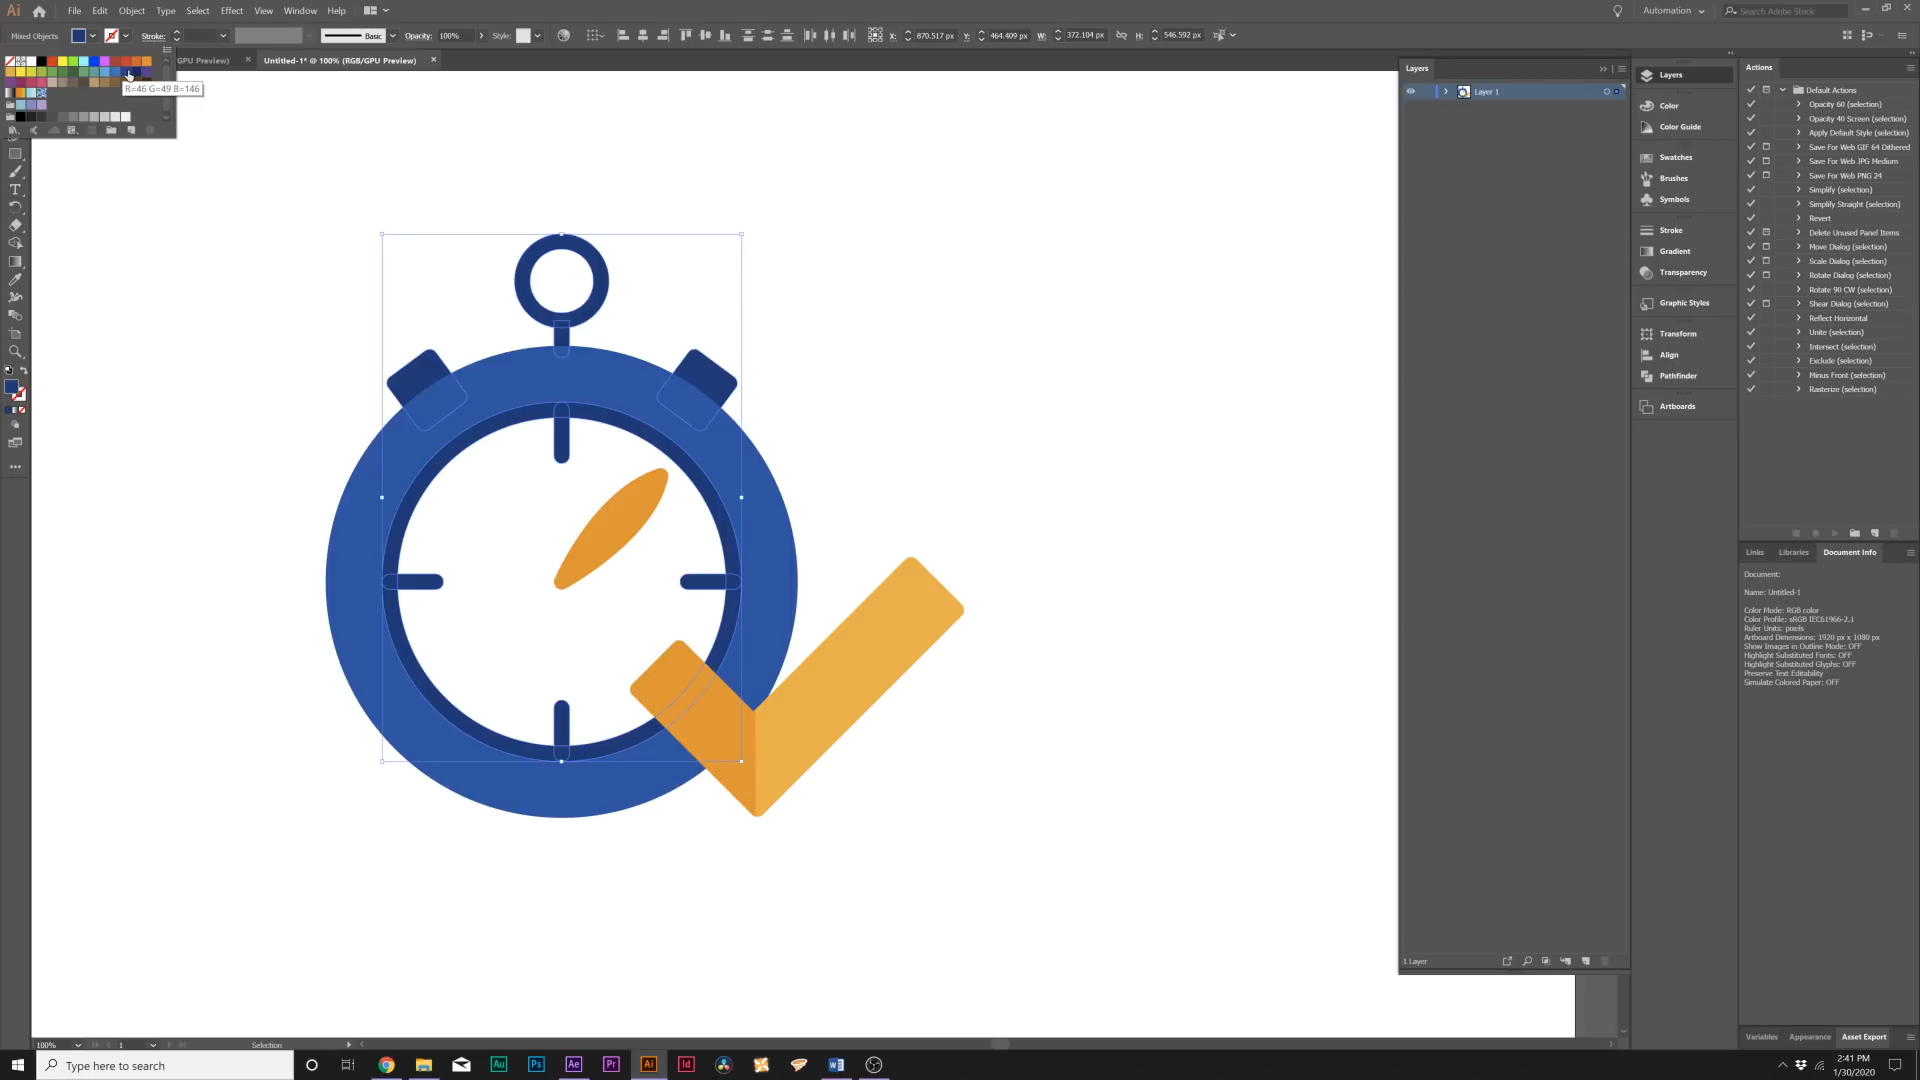 Ai File Edit Object Type Select Effect View Window Help Automation Search Adobe Stock
Mixed Objects Stroke: Basic Opacity: 100% Style: X: 870.517 px Y: 464.409 px W: 372.104 px H: 546.592 px
GPU Preview) × Untitled-1* @ 100% (RGB/GPU Preview) ×
R=46 G=49 B=146
Layers
Layer 1
1 Layer
Layers
Color
Color Guide
Swatches
Brushes
Symbols
Stroke
Gradient
Transparency
Graphic Styles
Transform
Align
Pathfinder
Artboards
Actions
Default Actions
Opacity 60 (selection)
Opacity 40 Screen (selection)
Apply Default Style (selection)
Save For Web GIF 64 Dithered
Save For Web JPG Medium
Save For Web PNG 24
Simplify (selection)
Simplify Straight (selection)
Revert
Delete Unused Panel Items
Move Dialog (selection)
Scale Dialog (selection)
Rotate Dialog (selection)
Rotate 90 CW (selection)
Shear Dialog (selection)
Reflect Horizontal
Unite (selection)
Intersect (selection)
Exclude (selection)
Minus Front (selection)
Rasterize (selection)
Links Libraries Document Info
Document:
Name: Untitled-1
Color Mode: RGB color
Color Profile: sRGB IEC61966-2.1
Ruler Units: pixels
Artboard Dimensions: 1920 px x 1080 px
Show Images in Outline Mode: OFF
Highlight Substituted Fonts: OFF
Highlight Substituted Glyphs: OFF
Preserve Text Editability
Simulate Colored Paper: OFF
Variables Appearance Asset Export
100% 1 Selection
Type here to search
Au Ps Ae Pr Ai Id
2:41 PM
1/30/2020